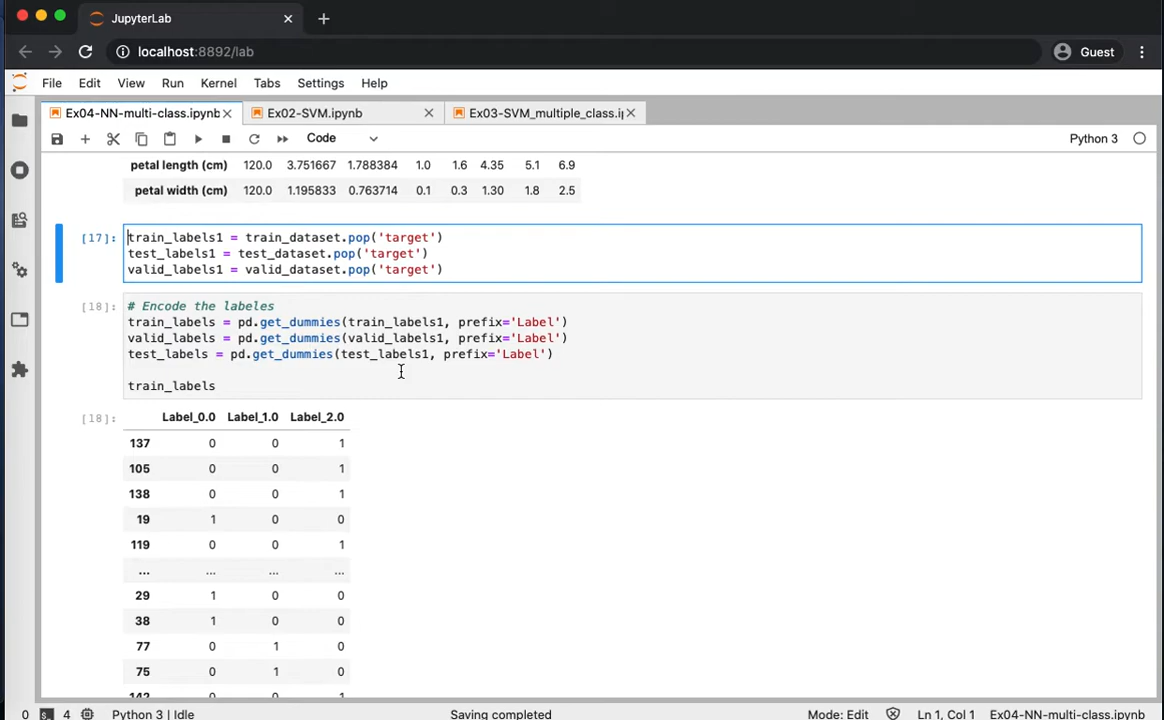 JupyterLab
localhost:8892/lab
Guest
File Edit View Run Kernel Tabs Settings Help
Ex04-NN-multi-class.ipynb Ex02-SVM.ipynb Ex03-SVM_multiple_class.i
Code Python 3
petal length (cm) 120.0 3.751667 1.788384 1.0 1.6 4.35 5.1 6.9
petal width (cm) 120.0 1.195833 0.763714 0.1 0.3 1.30 1.8 2.5
[17]: train_labels1 = train_dataset.pop('target')
test_labels1 = test_dataset.pop('target')
valid_labels1 = valid_dataset.pop('target')
[18]: # Encode the labeles
train_labels = pd.get_dummies(train_labels1, prefix='Label')
valid_labels = pd.get_dummies(valid_labels1, prefix='Label')
test_labels = pd.get_dummies(test_labels1, prefix='Label')
train_labels
[18]: Label_0.0 Label_1.0 Label_2.0
137 0 0 1
105 0 0 1
138 0 0 1
19 1 0 0
119 0 0 1
... ... ... ...
29 1 0 0
38 1 0 0
77 0 1 0
75 0 1 0
142 0 0 1
0 4 Python 3 | Idle Saving completed Mode: Edit Ln 1, Col 1 Ex04-NN-multi-class.ipynb